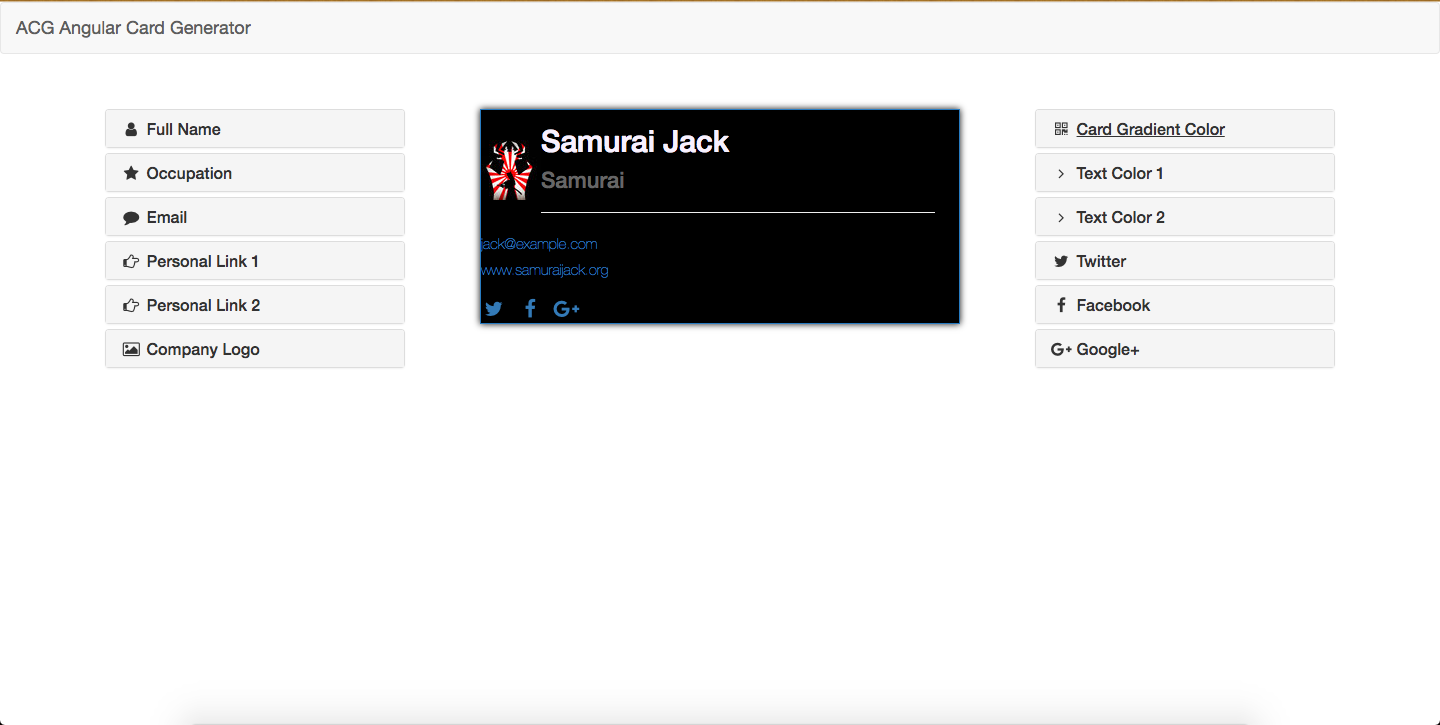 ACG Angular Card Generator
Full Name
Occupation
Email
Personal Link 1
Personal Link 2
Company Logo
Samurai Jack
Samurai
jack@example.com
www.samuraijack.org
Card Gradient Color
Text Color 1
Text Color 2
Twitter
Facebook
Google+